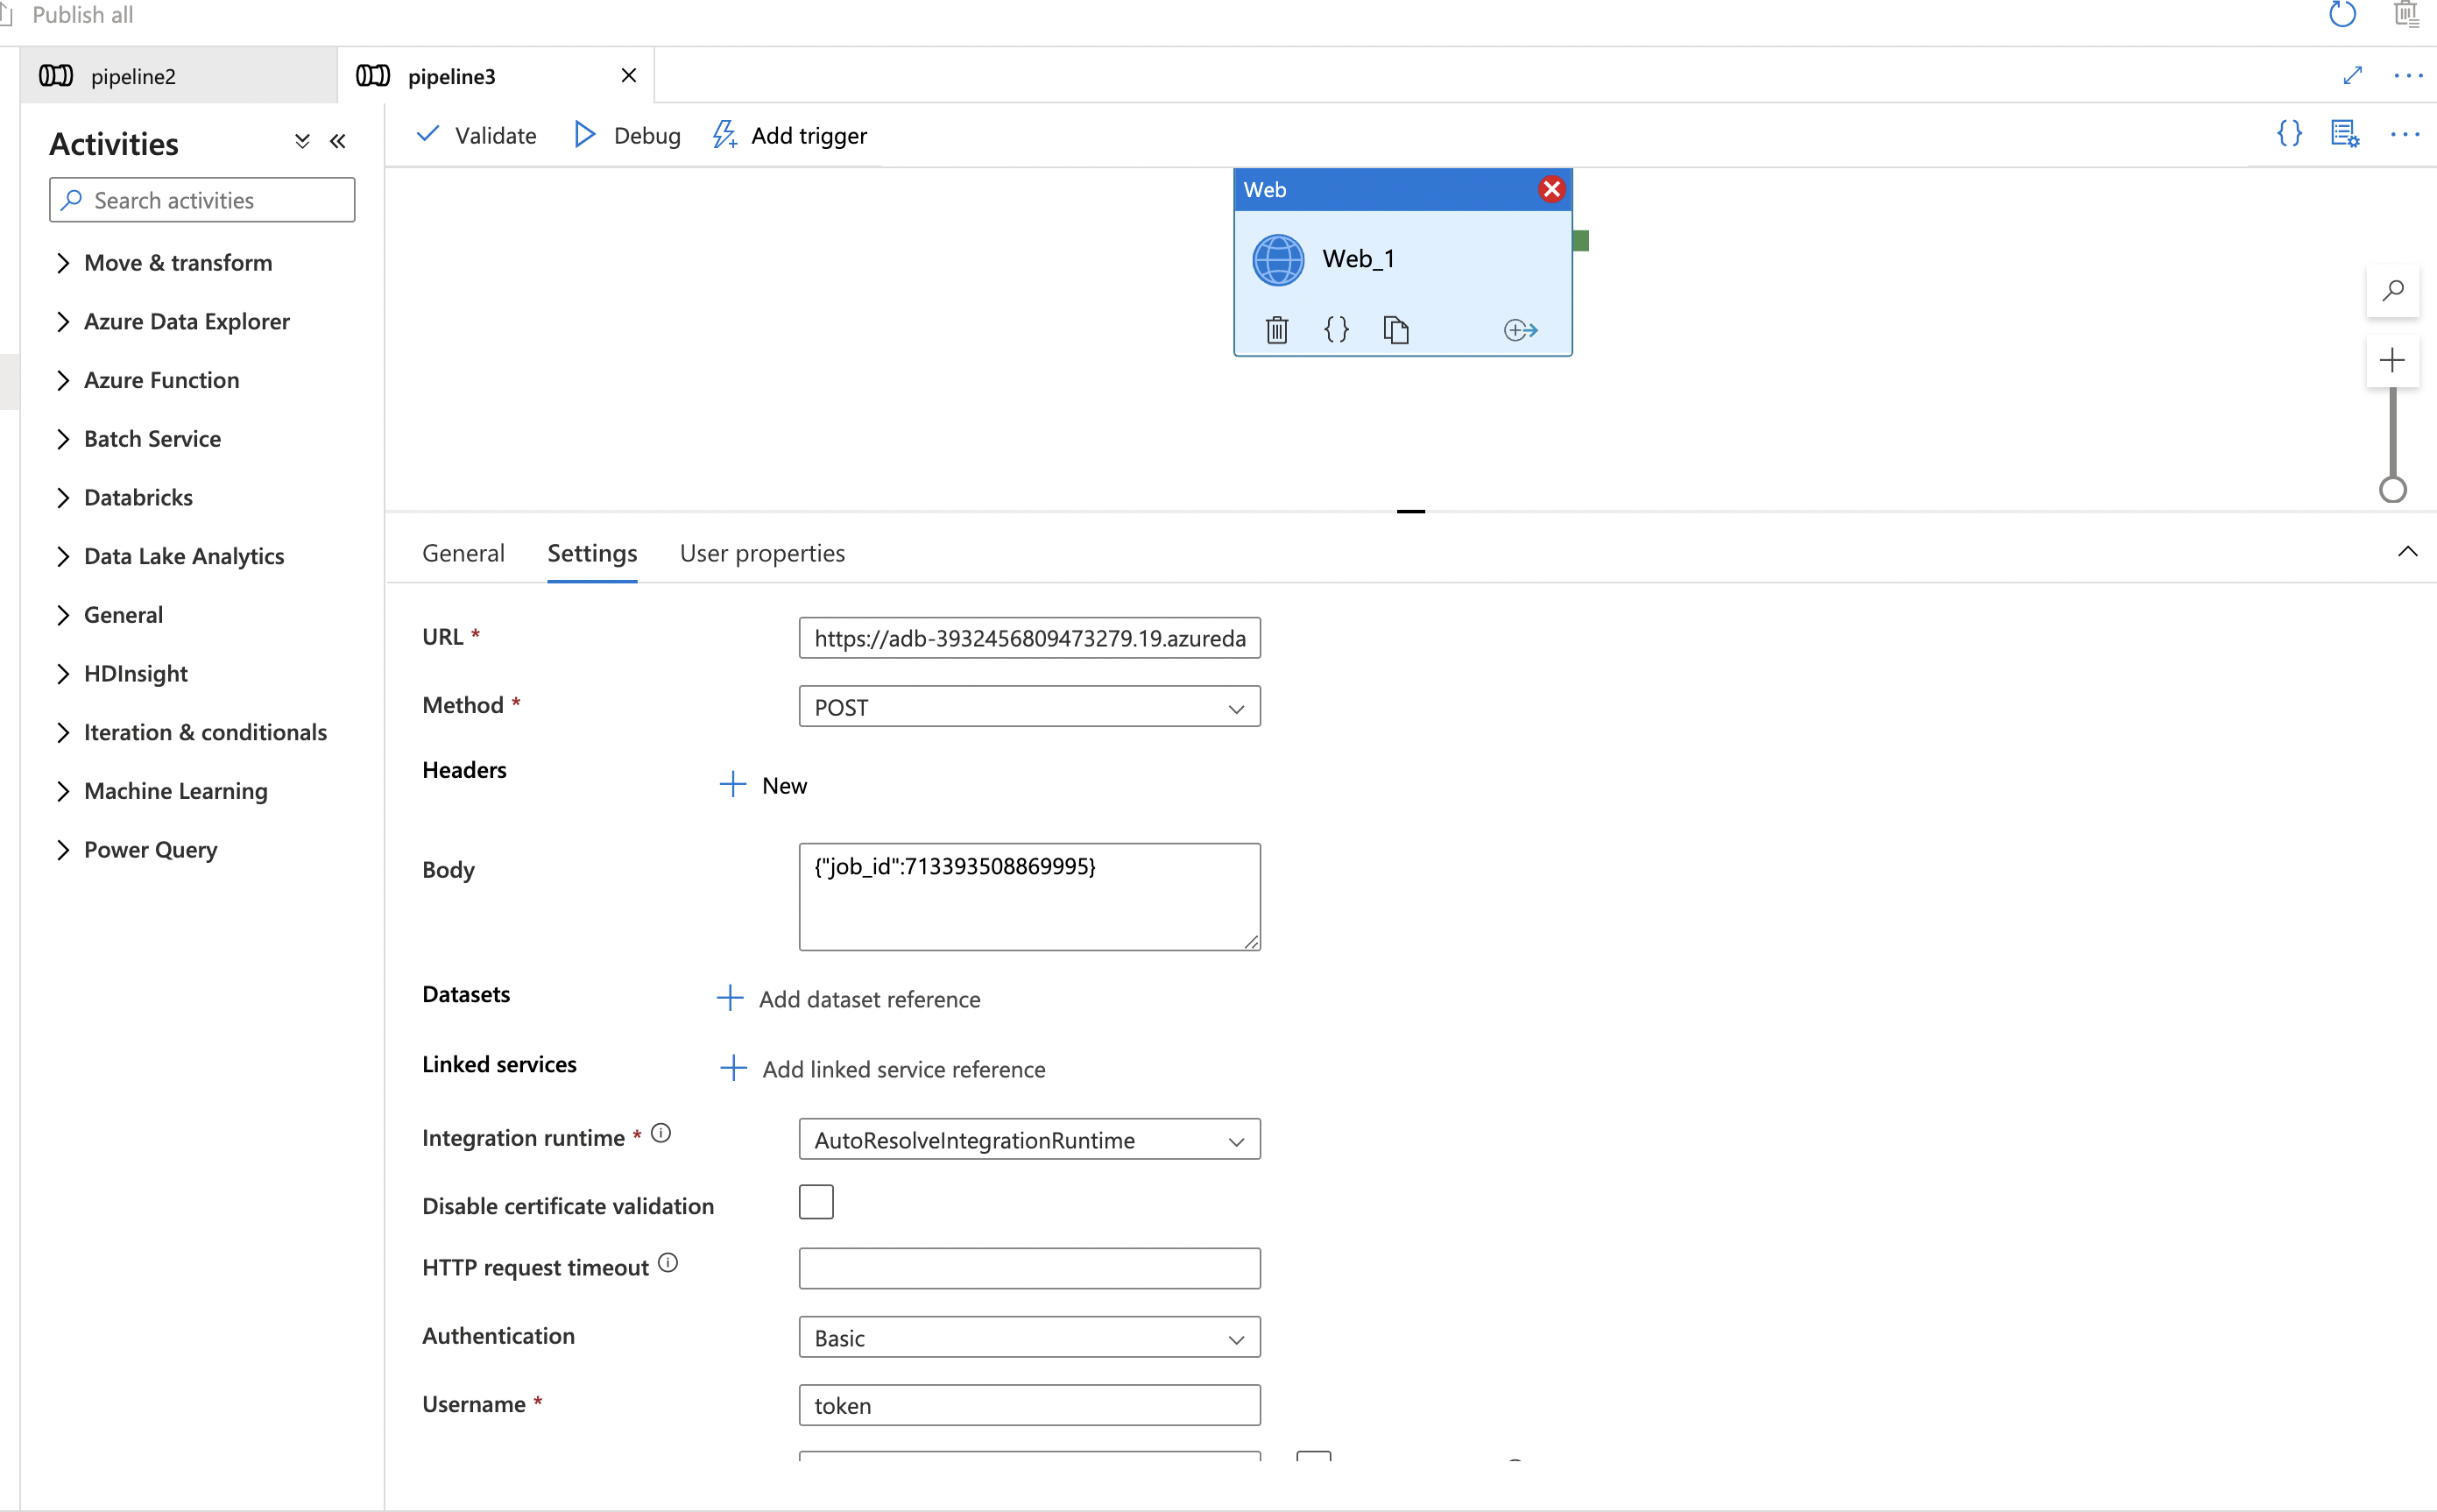 Publish all
pipeline2
pipeline3
Activities
Validate
Debug
Add trigger
Search activities
Move & transform
Azure Data Explorer
Azure Function
Batch Service
Databricks
Data Lake Analytics
General
HDInsight
Iteration & conditionals
Machine Learning
Power Query
Web
Web_1
General
Settings
User properties
URL *
https://adb-3932456809473279.19.azureda
Method *
POST
Headers
New
Body
{"job_id":713393508869995}
Datasets
Add dataset reference
Linked services
Add linked service reference
Integration runtime *
AutoResolveIntegrationRuntime
Disable certificate validation
HTTP request timeout
Authentication
Basic
Username *
token